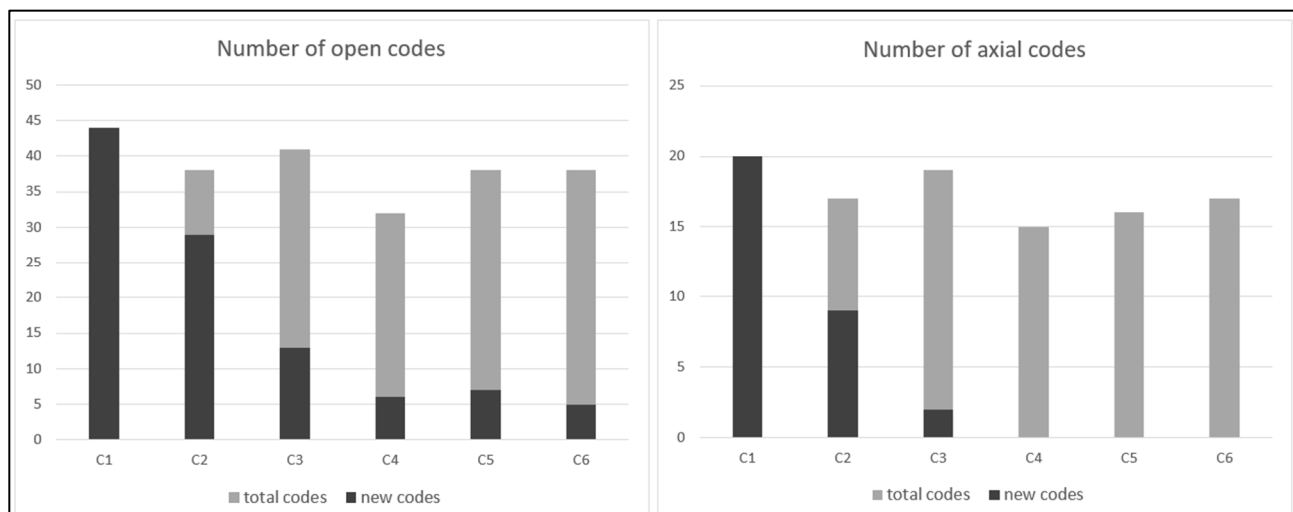 Number of open codes
50
45
40
35
30
25
20
15
10
5
0
C1 C2 C3 C4 C5 C6
total codes new codes
Number of axial codes
25
20
15
10
5
0
C1 C2 C3 C4 C5 C6
total codes new codes